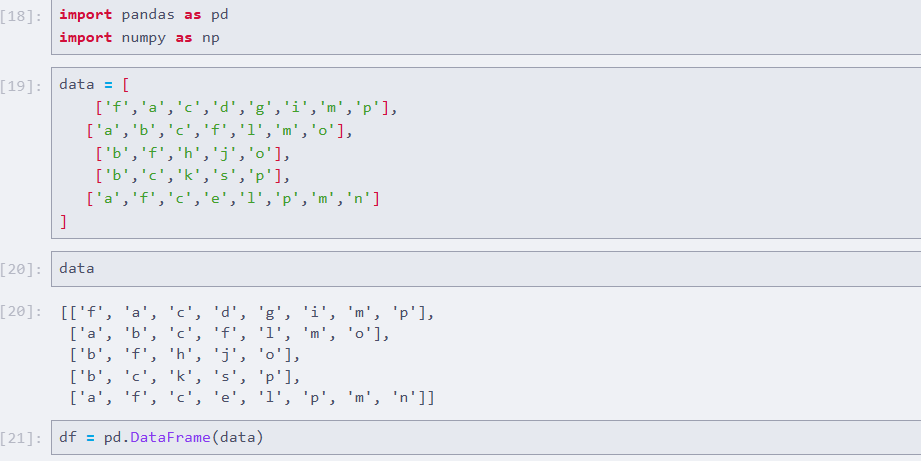 [18]: import pandas as pd
import numpy as np
[19]: data = [
['f','a','c','d','g','i','m','p'],
['a','b','c','f','l','m','o'],
['b','f','h','j','o'],
['b','c','k','s','p'],
['a','f','c','e','l','p','m','n']
]
[20]: data
[20]: [['f', 'a', 'c', 'd', 'g', 'i', 'm', 'p'],
['a', 'b', 'c', 'f', 'l', 'm', 'o'],
['b', 'f', 'h', 'j', 'o'],
['b', 'c', 'k', 's', 'p'],
['a', 'f', 'c', 'e', 'l', 'p', 'm', 'n']]
[21]: df = pd.DataFrame(data)